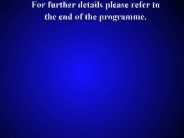 For further details please refer to
the end of the programme.